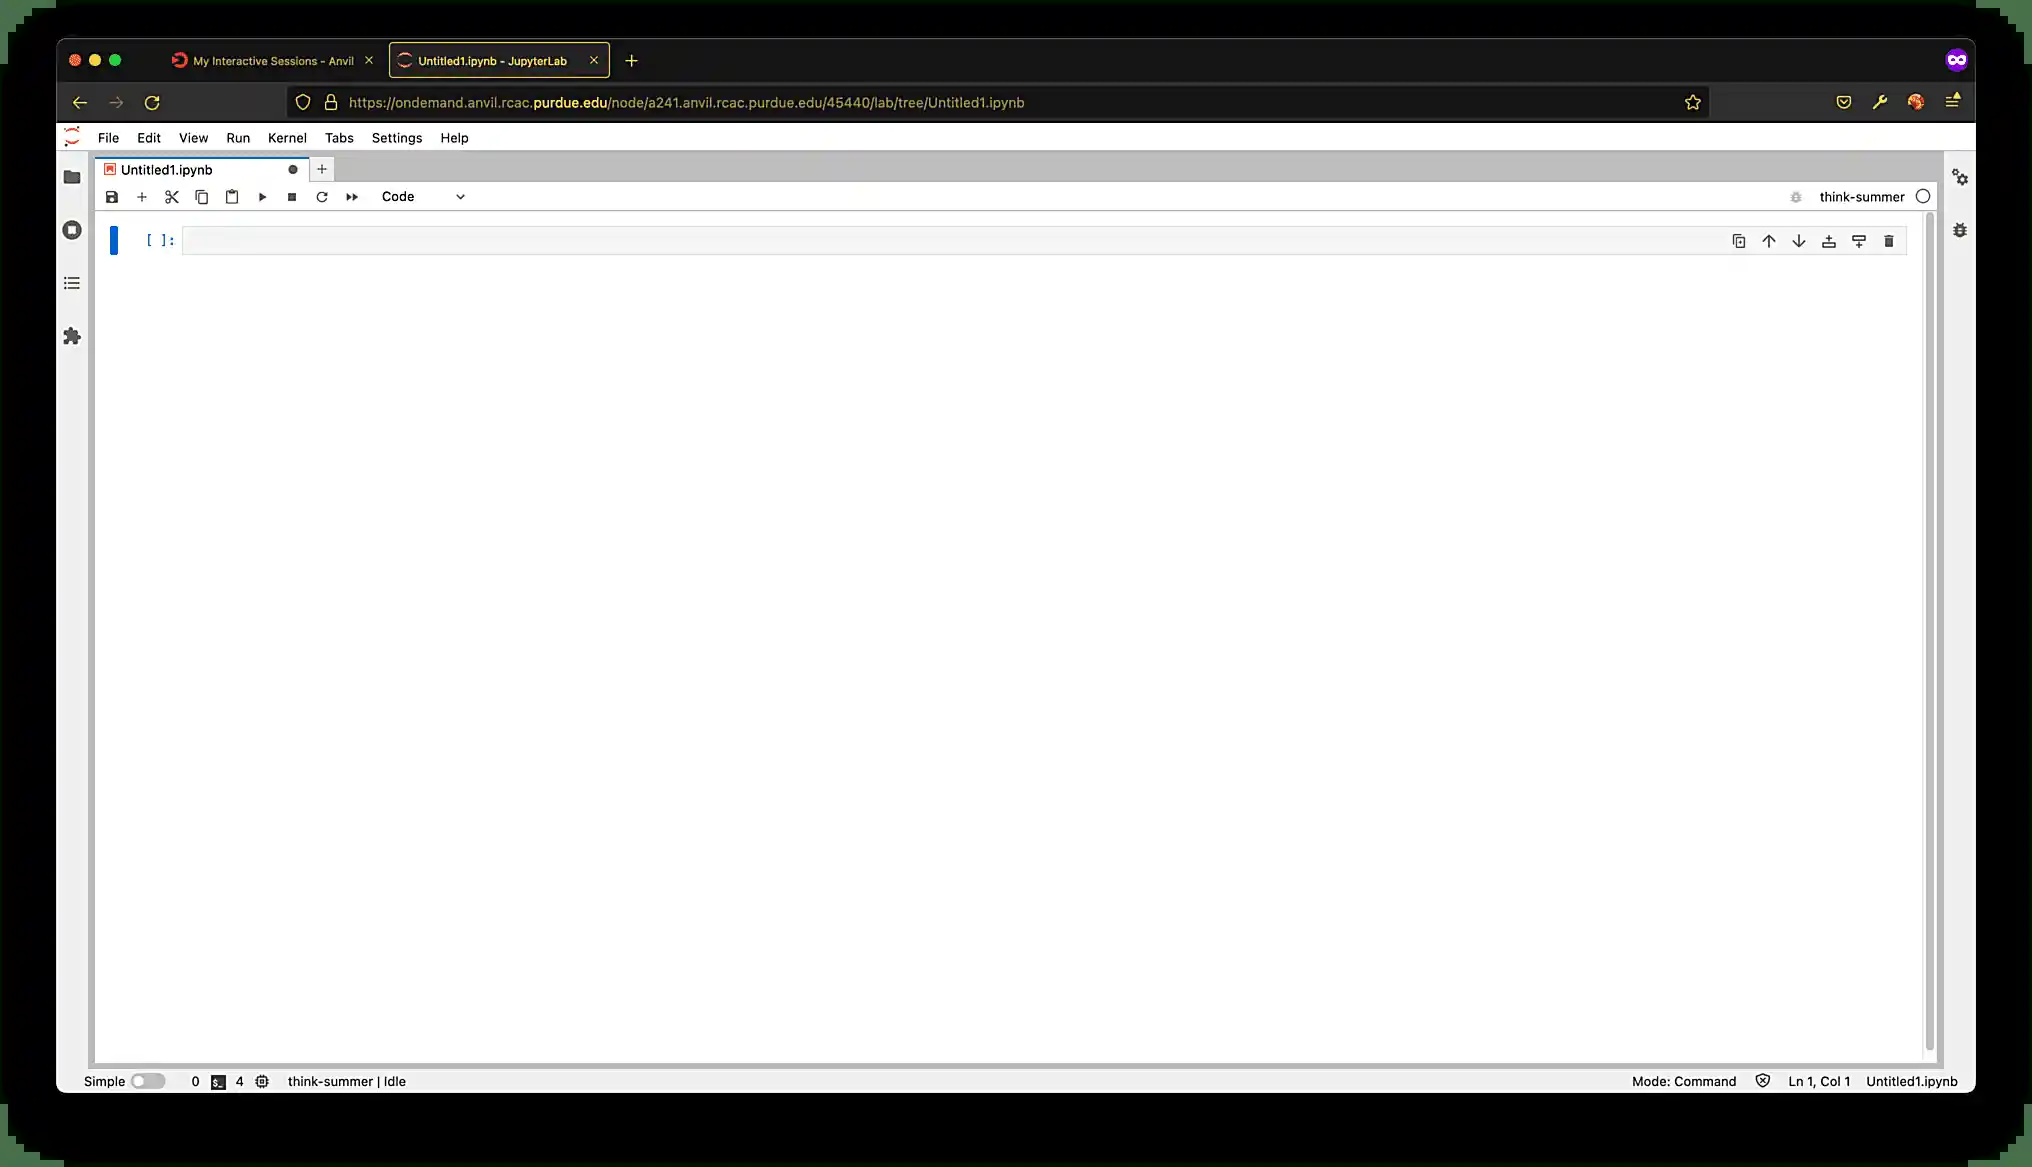 My Interactive Sessions - Anvil
Untitled1.ipynb - JupyterLab
https://ondemand.anvil.rcac.purdue.edu/node/a241.anvil.rcac.purdue.edu/45440/lab/tree/Untitled1.ipynb
File Edit View Run Kernel Tabs Settings Help
Untitled1.ipynb
Code
think-summer
[ ]:
Simple 0 $_ 4 think-summer | Idle Mode: Command Ln 1, Col 1 Untitled1.ipynb